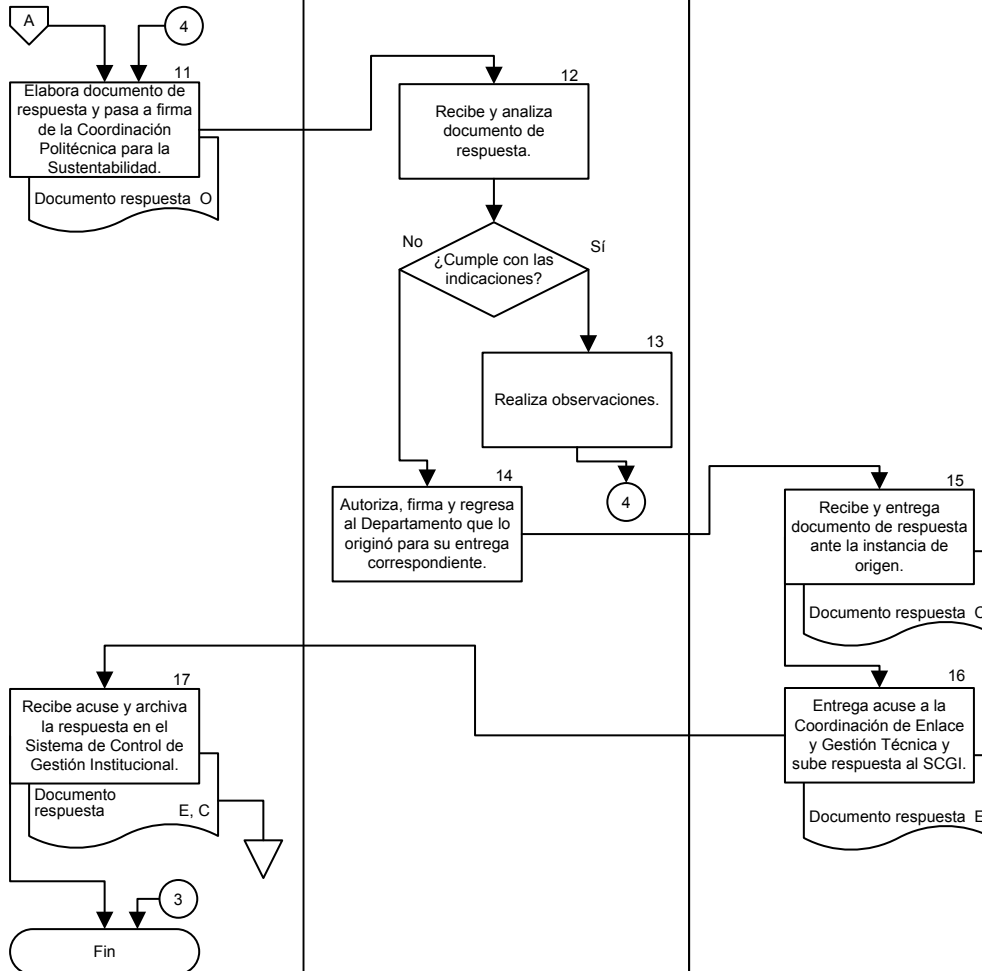 A
4
11
Elabora documento de
respuesta y pasa a firma
de la Coordinación
Politécnica para la
Sustentabilidad.
Documento respuesta O
12
Recibe y analiza
documento de
respuesta.
No
¿Cumple con las
indicaciones?
Sí
13
Realiza observaciones.
4
14
Autoriza, firma y regresa
al Departamento que lo
originó para su entrega
correspondiente.
15
Recibe y entrega
documento de respuesta
ante la instancia de
origen.
Documento respuesta
16
Entrega acuse a la
Coordinación de Enlace
y Gestión Técnica y
sube respuesta al SCGI.
Documento respuesta E
17
Recibe acuse y archiva
la respuesta en el
Sistema de Control de
Gestión Institucional.
Documento
respuesta E, C
3
Fin